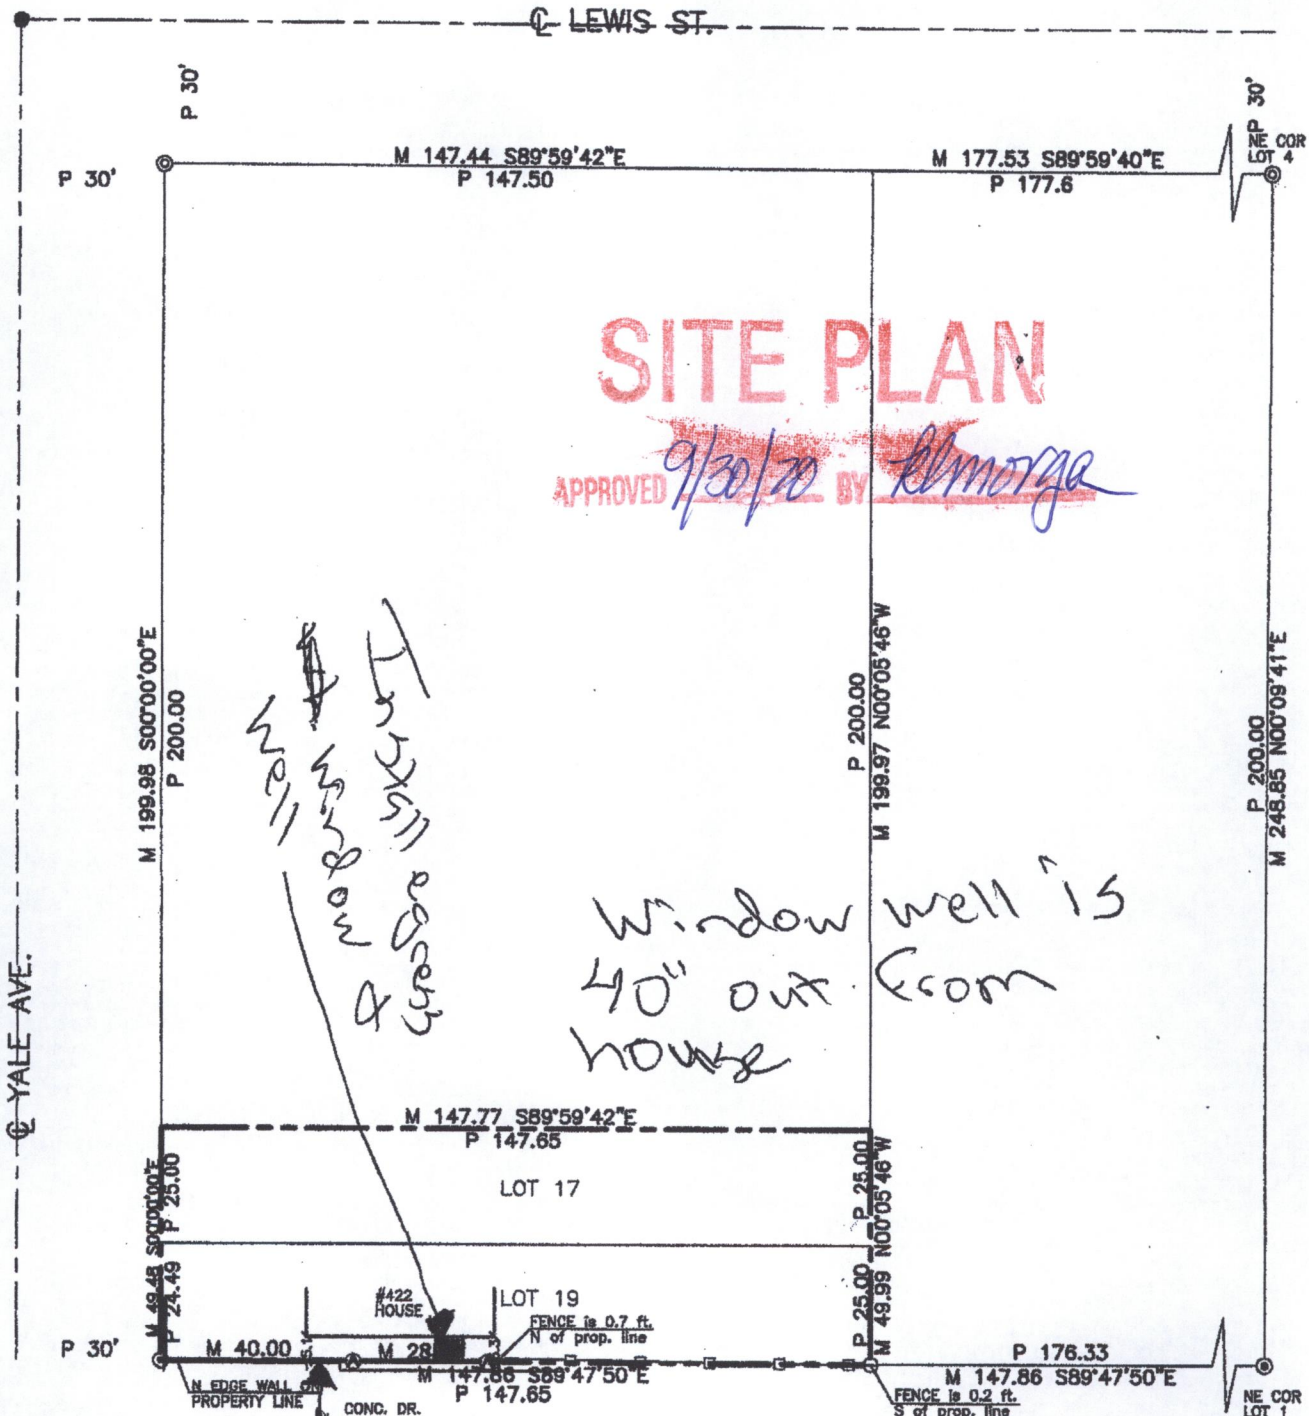 ℄ LEWIS ST.
P 30'
P 30'
NE COR
LOT 4
P 30'
M 147.44 S89°59'42"E
P 147.50
M 177.53 S89°59'40"E
P 177.6
SITE PLAN
APPROVED 9/30/20 BY klmorga
M 199.98 S00°00'00"E
P 200.00
P 200.00
M 199.97 N00°05'46"W
P 200.00
M 248.85 N00°09'41"E
egress
window &
well
Window well is
40" out from
house
℄ YALE AVE.
M 147.77 S89°59'42"E
P 147.65
M 49.48 S00°00'00"E
P 25.00
P 24.49
LOT 17
P 25.00
P 25.00
M 49.99 N00°05'46"W
#422
HOUSE
LOT 19
FENCE is 0.7 ft.
N of prop. line
P 30'
M 40.00
M 28
M 147.86 S89°47'50"E
P 147.65
P 176.33
M 147.86 S89°47'50"E
N EDGE WALL ON
PROPERTY LINE
CONC. DR.
FENCE is 0.2 ft.
S of prop. line
NE COR
LOT 1